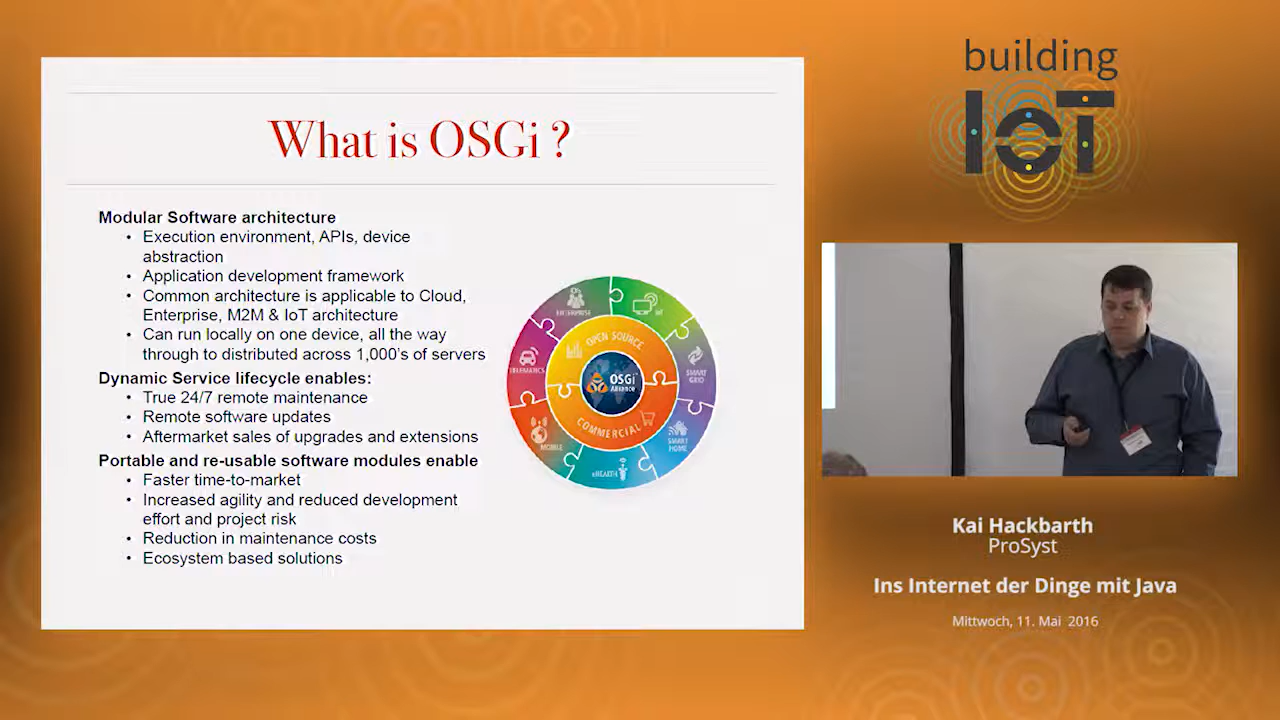 building
IoT
What is OSGi ?
Modular Software architecture
• Execution environment, APIs, device
abstraction
• Application development framework
• Common architecture is applicable to Cloud,
Enterprise, M2M & IoT architecture
• Can run locally on one device, all the way
through to distributed across 1,000's of servers
Dynamic Service lifecycle enables:
• True 24/7 remote maintenance
• Remote software updates
• Aftermarket sales of upgrades and extensions
Portable and re-usable software modules enable
• Faster time-to-market
• Increased agility and reduced development
effort and project risk
• Reduction in maintenance costs
• Ecosystem based solutions
ENTERPRISE
IoT
TELEMATICS
OPEN SOURCE
SMART
GRID
OSGi
Alliance
COMMERCIAL
MOBILE
SMART
HOME
eHEALTH
Kai Hackbarth
ProSyst
Ins Internet der Dinge mit Java
Mittwoch, 11. Mai 2016